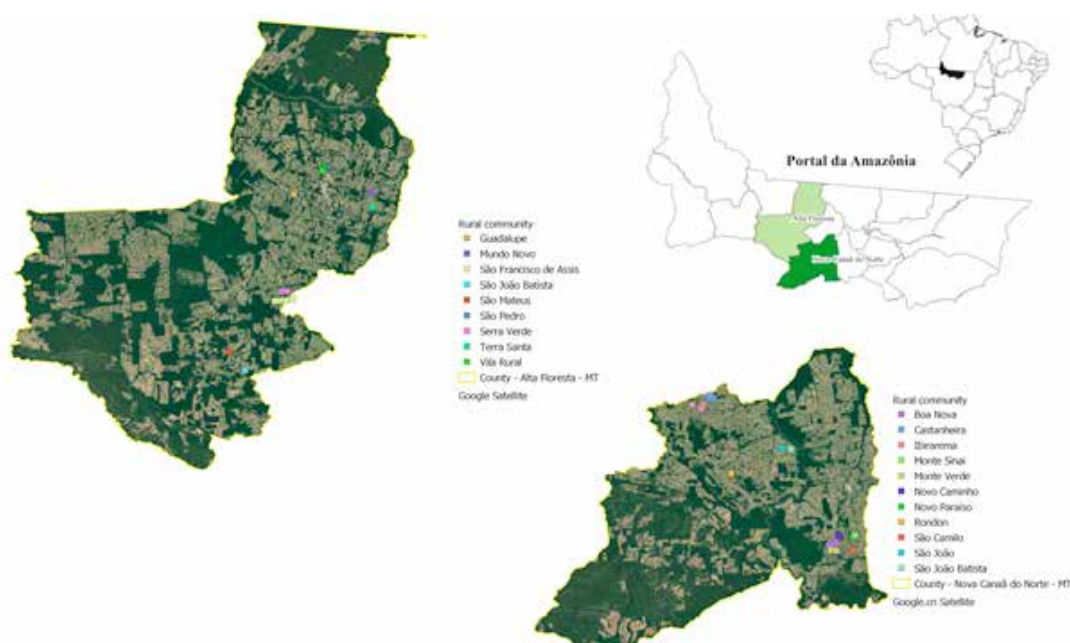 Portal da Amazônia
Alta Floresta
Nova Canaã do Norte
Rural community
Guadalupe
Mundo Novo
São Francisco de Assis
São João Batista
São Mateus
São Pedro
Serra Verde
Terra Santa
Vila Rural
County - Alta Floresta - MT
Google Satellite
Rural community
Boa Nova
Castanheira
Ibirarema
Monte Sinai
Monte Verde
Novo Caminho
Novo Paraíso
Rondon
São Camilo
São João
São João Batista
County - Nova Canaã do Norte - MT
Google.cn Satellite